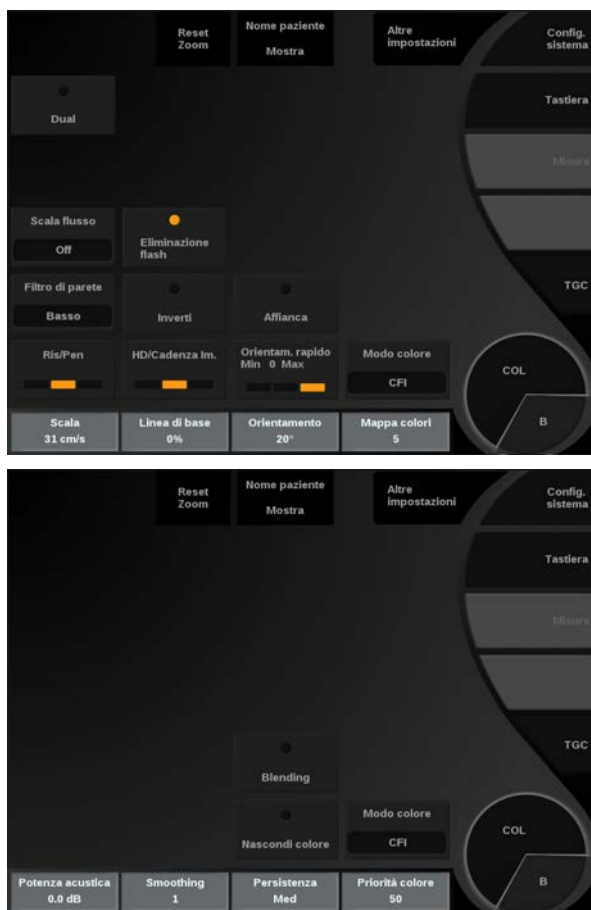 Reset
Zoom
Nome paziente
Mostra
Altre
impostazioni
Config.
sistema
Dual
Tastiera
Misure
Scala flusso
Off
Eliminazione
flash
TGC
Filtro di parete
Basso
Inverti
Affianca
Ris/Pen
HD/Cadenza Im.
Orientam. rapido
Min 0 Max
Modo colore
CFI
COL
B
Scala
31 cm/s
Linea di base
0%
Orientamento
20°
Mappa colori
5
Reset
Zoom
Nome paziente
Mostra
Altre
impostazioni
Config.
sistema
Tastiera
Misure
TGC
Blending
Nascondi colore
Modo colore
CFI
COL
B
Potenza acustica
0.0 dB
Smoothing
1
Persistenza
Med
Priorità colore
50